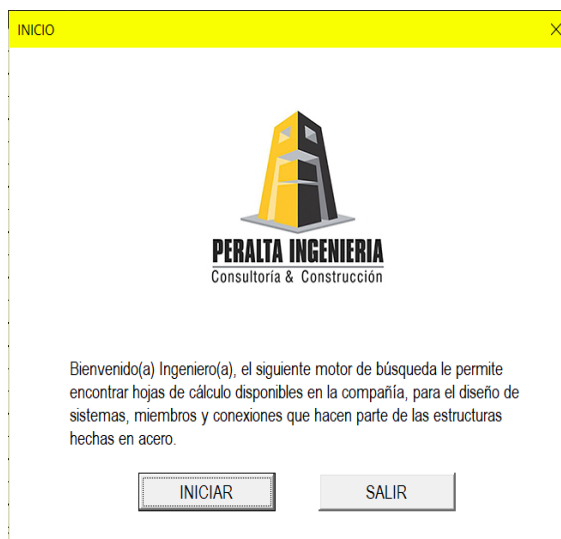 INICIO
PERALTA INGENIERIA
Consultoría & Construcción
Bienvenido(a) Ingeniero(a), el siguiente motor de búsqueda le permite
encontrar hojas de cálculo disponibles en la compañía, para el diseño de
sistemas, miembros y conexiones que hacen parte de las estructuras
hechas en acero.
INICIAR
SALIR